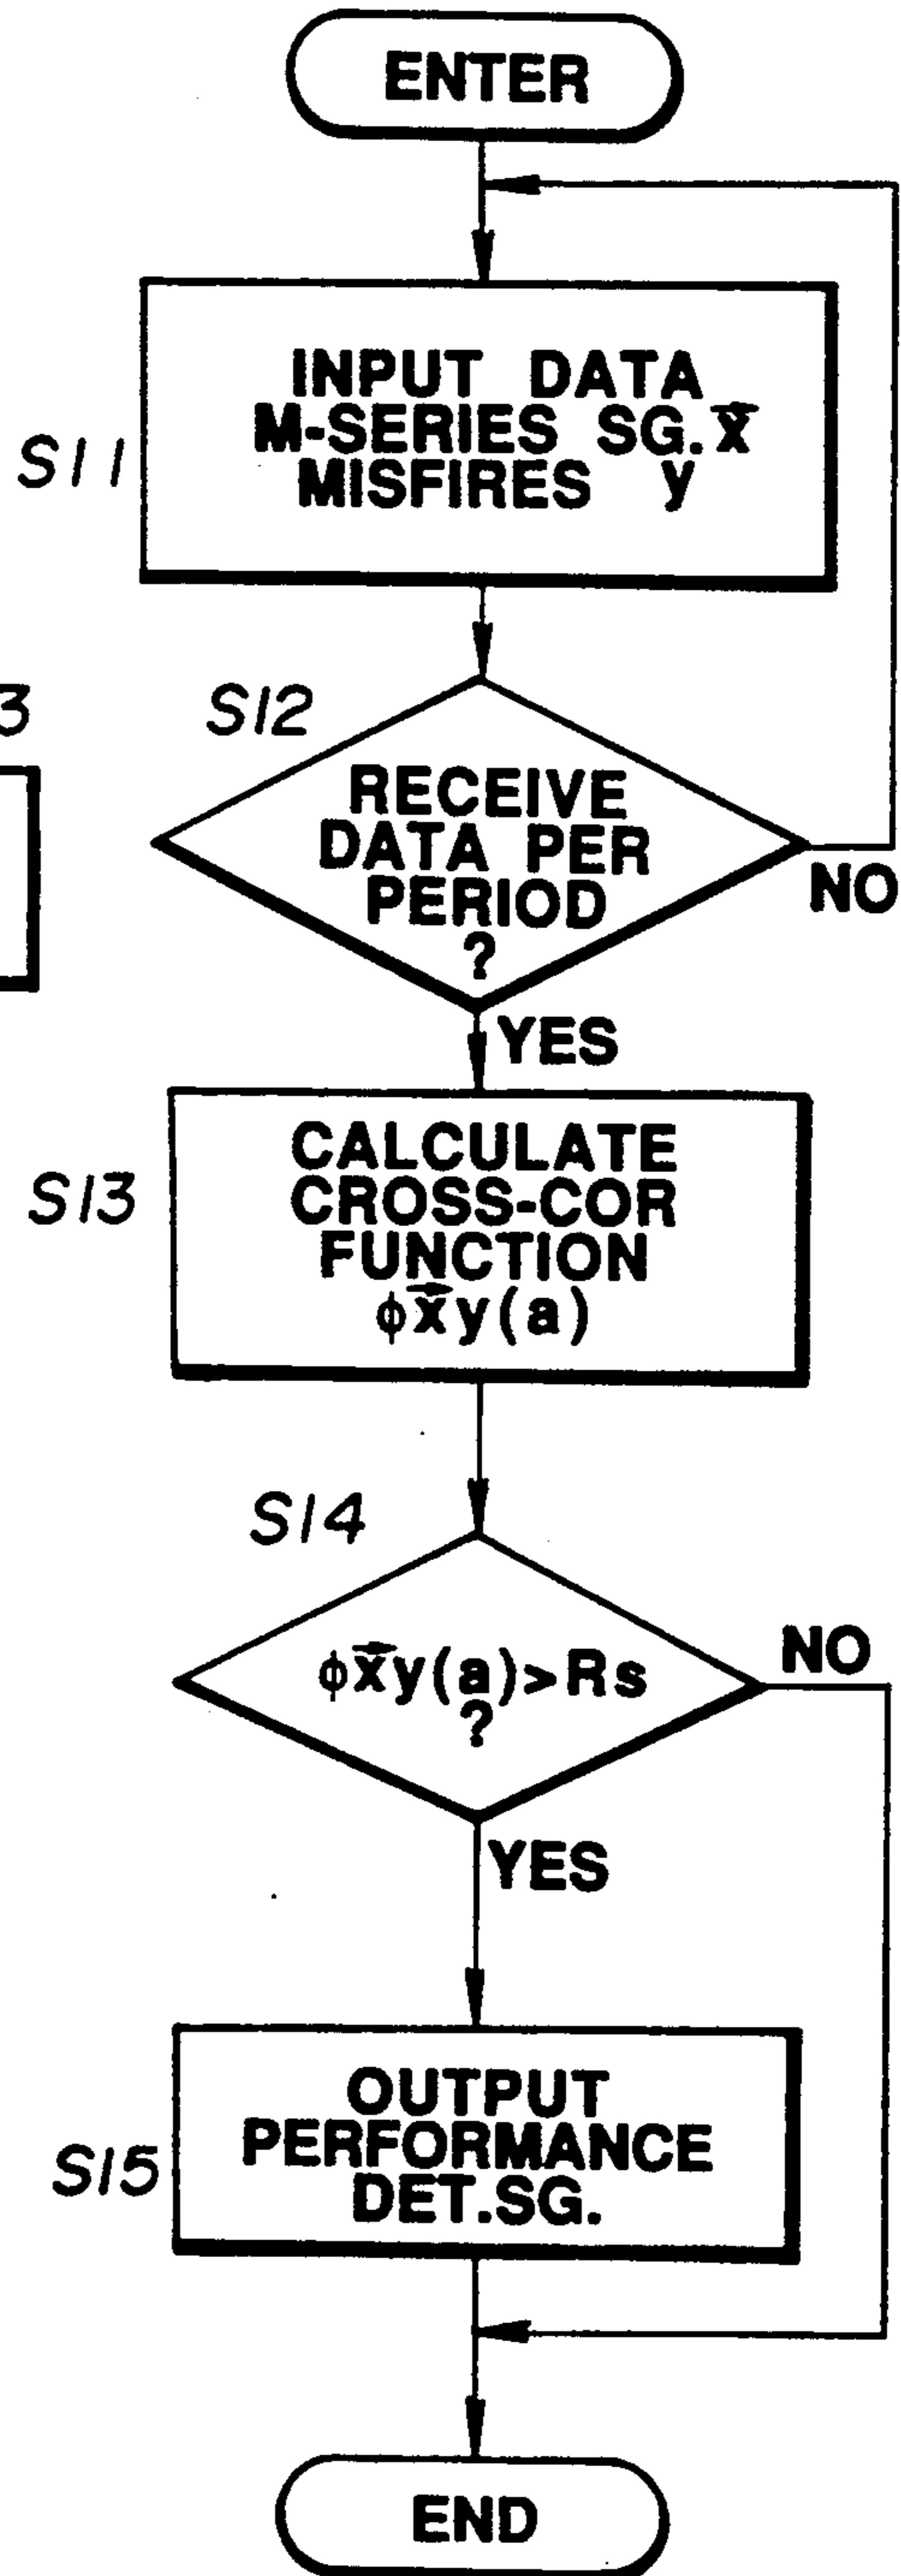 ENTER
INPUT DATA
M-SERIES SG. x⃗
MISFIRES y
S11
3
S12
RECEIVE
DATA PER
PERIOD
?
NO
YES
CALCULATE
CROSS-COR
FUNCTION
ϕx⃗y(a)
S13
S14
ϕx⃗y(a)>Rs
?
NO
YES
OUTPUT
PERFORMANCE
DET.SG.
S15
END